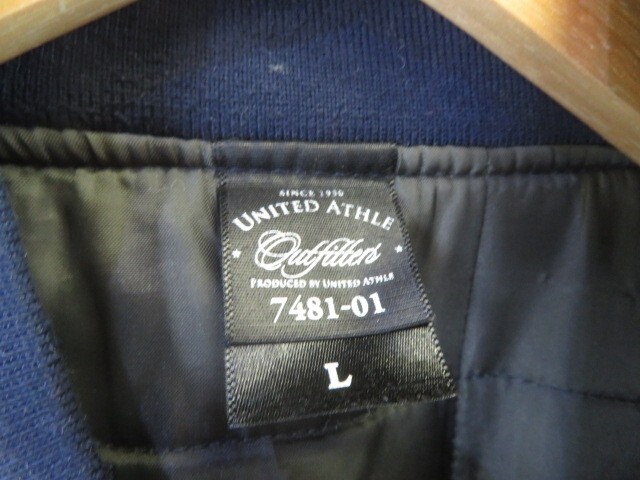 SINCE 1950
UNITED ATHLE
Outfitters
PRODUCED BY UNITED ATHLE
7481-01
L